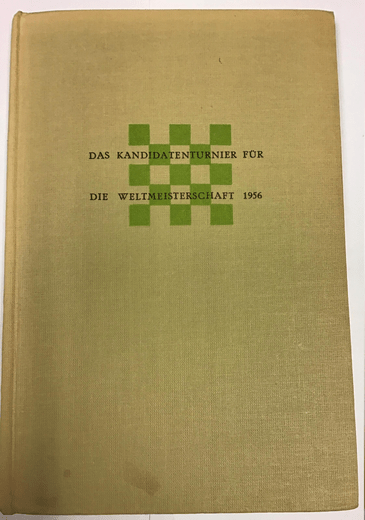 DAS KANDIDATENTURNIER FÜR
DIE WELTMEISTERSCHAFT 1956